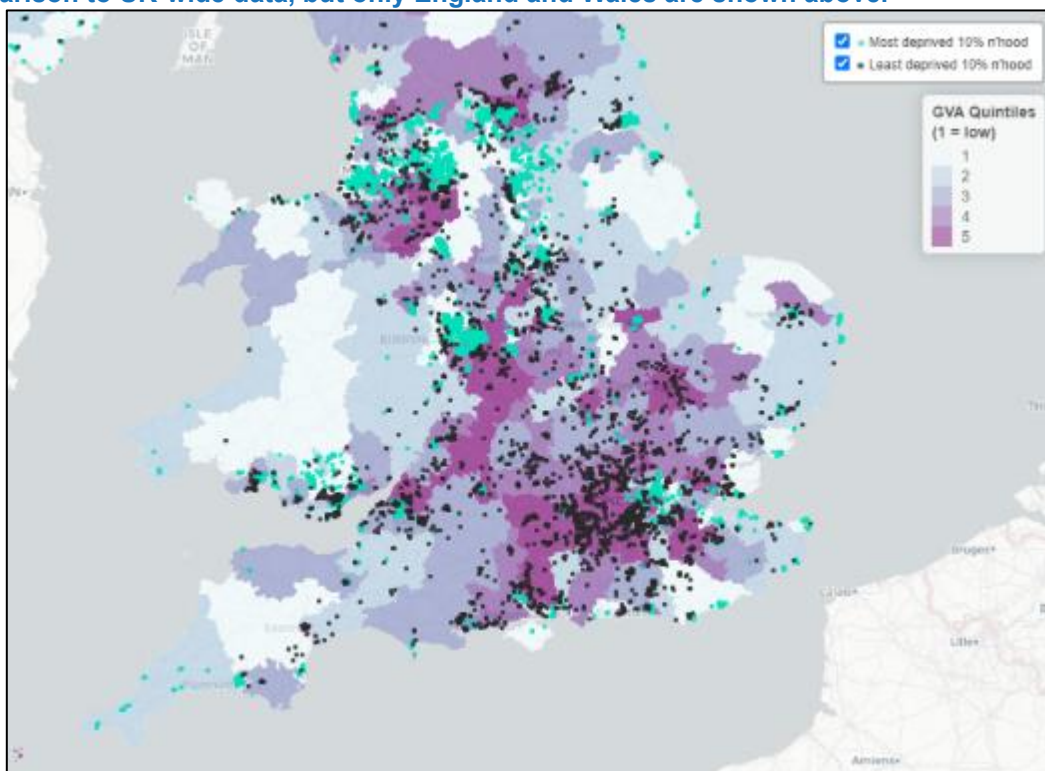 arison to UK-wide data, but only England and Wales are shown above.
ISLE
OF
MAN
Most deprived 10% n'hood
Least deprived 10% n'hood
GVA Quintiles
(1 = low)
1
2
3
4
5
Bruges
Lille
Amiens